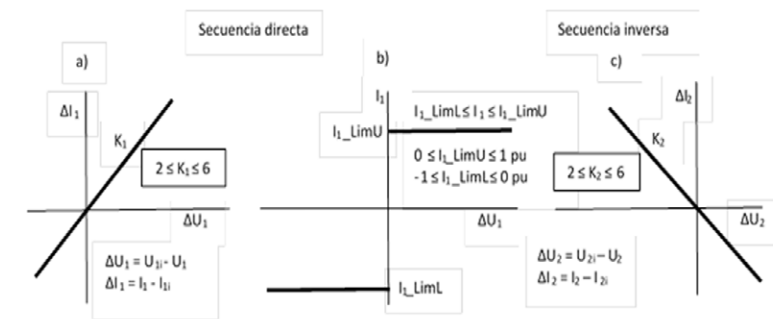 Secuencia directa
Secuencia inversa
a)
b)
c)
ΔI₁
K₁
2 ≤ K₁ ≤ 6
ΔU₁
ΔU₁ = U₁ᵢ - U₁
ΔI₁ = I₁ - I₁ᵢ
I₁
I₁_LimL ≤ I₁ ≤ I₁_LimU
I₁_LimU
0 ≤ I₁_LimU ≤ 1 pu
-1 ≤ I₁_LimL ≤ 0 pu
ΔU₁
I₁_LimL
ΔI₂
K₂
2 ≤ K₂ ≤ 6
ΔU₂
ΔU₂ = U₂ᵢ – U₂
ΔI₂ = I₂ – I₂ᵢ